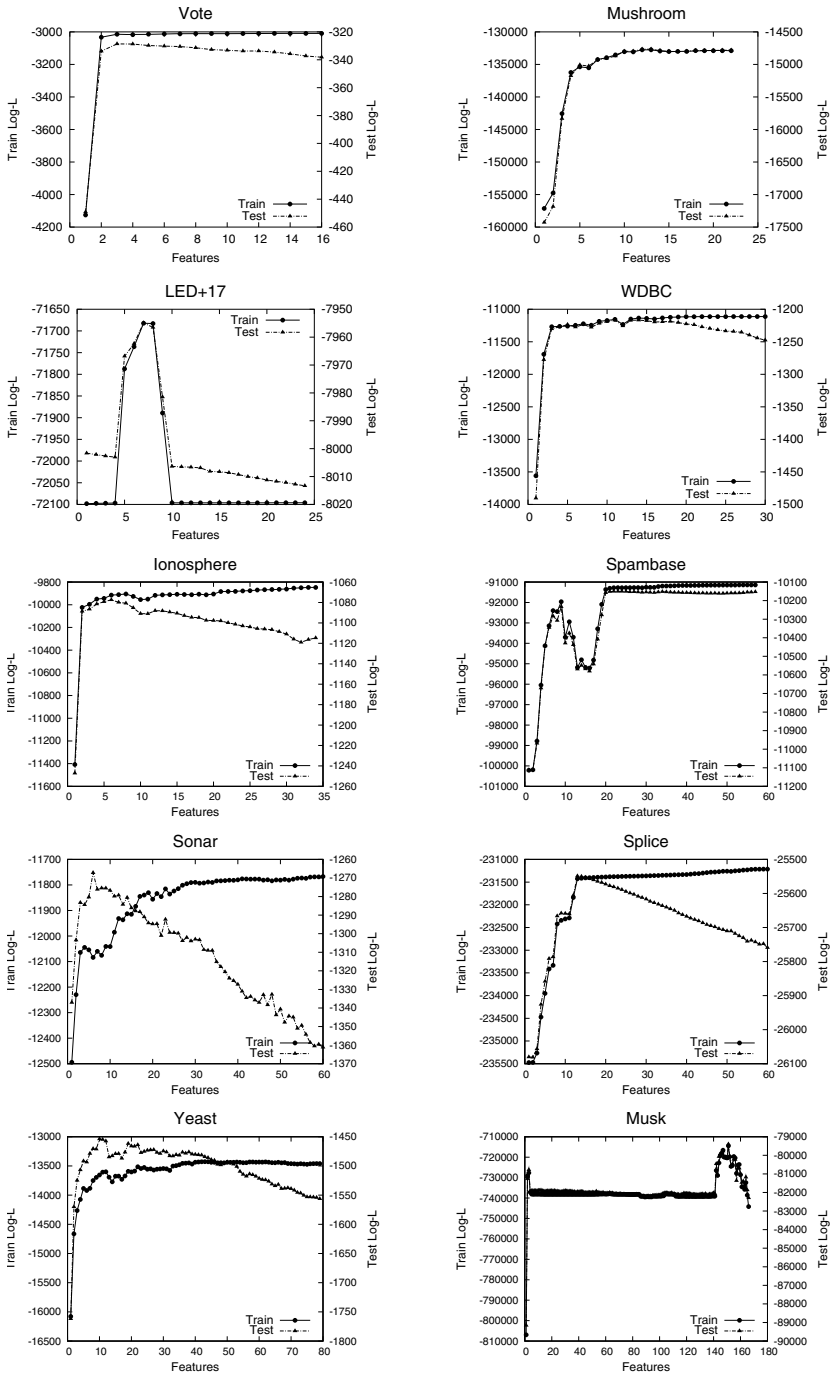 Vote
-3000
-3200
-3400
-3600
-3800
-4000
-4200
Train Log-L
-320
-340
-360
-380
-400
-420
-440
-460
Test Log-L
Train
Test
0 2 4 6 8 10 12 14 16
Features
Mushroom
-130000
-135000
-140000
-145000
-150000
-155000
-160000
Train Log-L
-14500
-15000
-15500
-16000
-16500
-17000
-17500
Test Log-L
Train
Test
0 5 10 15 20 25
Features
LED+17
-71650
-71700
-71750
-71800
-71850
-71900
-71950
-72000
-72050
-72100
Train Log-L
-7950
-7960
-7970
-7980
-7990
-8000
-8010
-8020
Test Log-L
Train
Test
0 5 10 15 20 25
Features
WDBC
-11000
-11500
-12000
-12500
-13000
-13500
-14000
Train Log-L
-1200
-1250
-1300
-1350
-1400
-1450
-1500
Test Log-L
Train
Test
0 5 10 15 20 25 30
Features
Ionosphere
-9800
-10000
-10200
-10400
-10600
-10800
-11000
-11200
-11400
-11600
Train Log-L
-1060
-1080
-1100
-1120
-1140
-1160
-1180
-1200
-1220
-1240
-1260
Test Log-L
Train
Test
0 5 10 15 20 25 30 35
Features
Spambase
-91000
-92000
-93000
-94000
-95000
-96000
-97000
-98000
-99000
-100000
-101000
Train Log-L
-10100
-10200
-10300
-10400
-10500
-10600
-10700
-10800
-10900
-11000
-11100
-11200
Test Log-L
Train
Test
0 10 20 30 40 50 60
Features
Sonar
-11700
-11800
-11900
-12000
-12100
-12200
-12300
-12400
-12500
Train Log-L
-1260
-1270
-1280
-1290
-1300
-1310
-1320
-1330
-1340
-1350
-1360
-1370
Test Log-L
Train
Test
0 10 20 30 40 50 60
Features
Splice
-231000
-231500
-232000
-232500
-233000
-233500
-234000
-234500
-235000
-235500
Train Log-L
-25500
-25600
-25700
-25800
-25900
-26000
-26100
Test Log-L
Train
Test
0 10 20 30 40 50 60
Features
Yeast
-13000
-13500
-14000
-14500
-15000
-15500
-16000
-16500
Train Log-L
-1450
-1500
-1550
-1600
-1650
-1700
-1750
-1800
Test Log-L
Train
Test
0 10 20 30 40 50 60 70 80
Features
Musk
-710000
-720000
-730000
-740000
-750000
-760000
-770000
-780000
-790000
-800000
-810000
Train Log-L
-79000
-80000
-81000
-82000
-83000
-84000
-85000
-86000
-87000
-88000
-89000
-90000
Test Log-L
Train
Test
0 20 40 60 80 100 120 140 160 180
Features